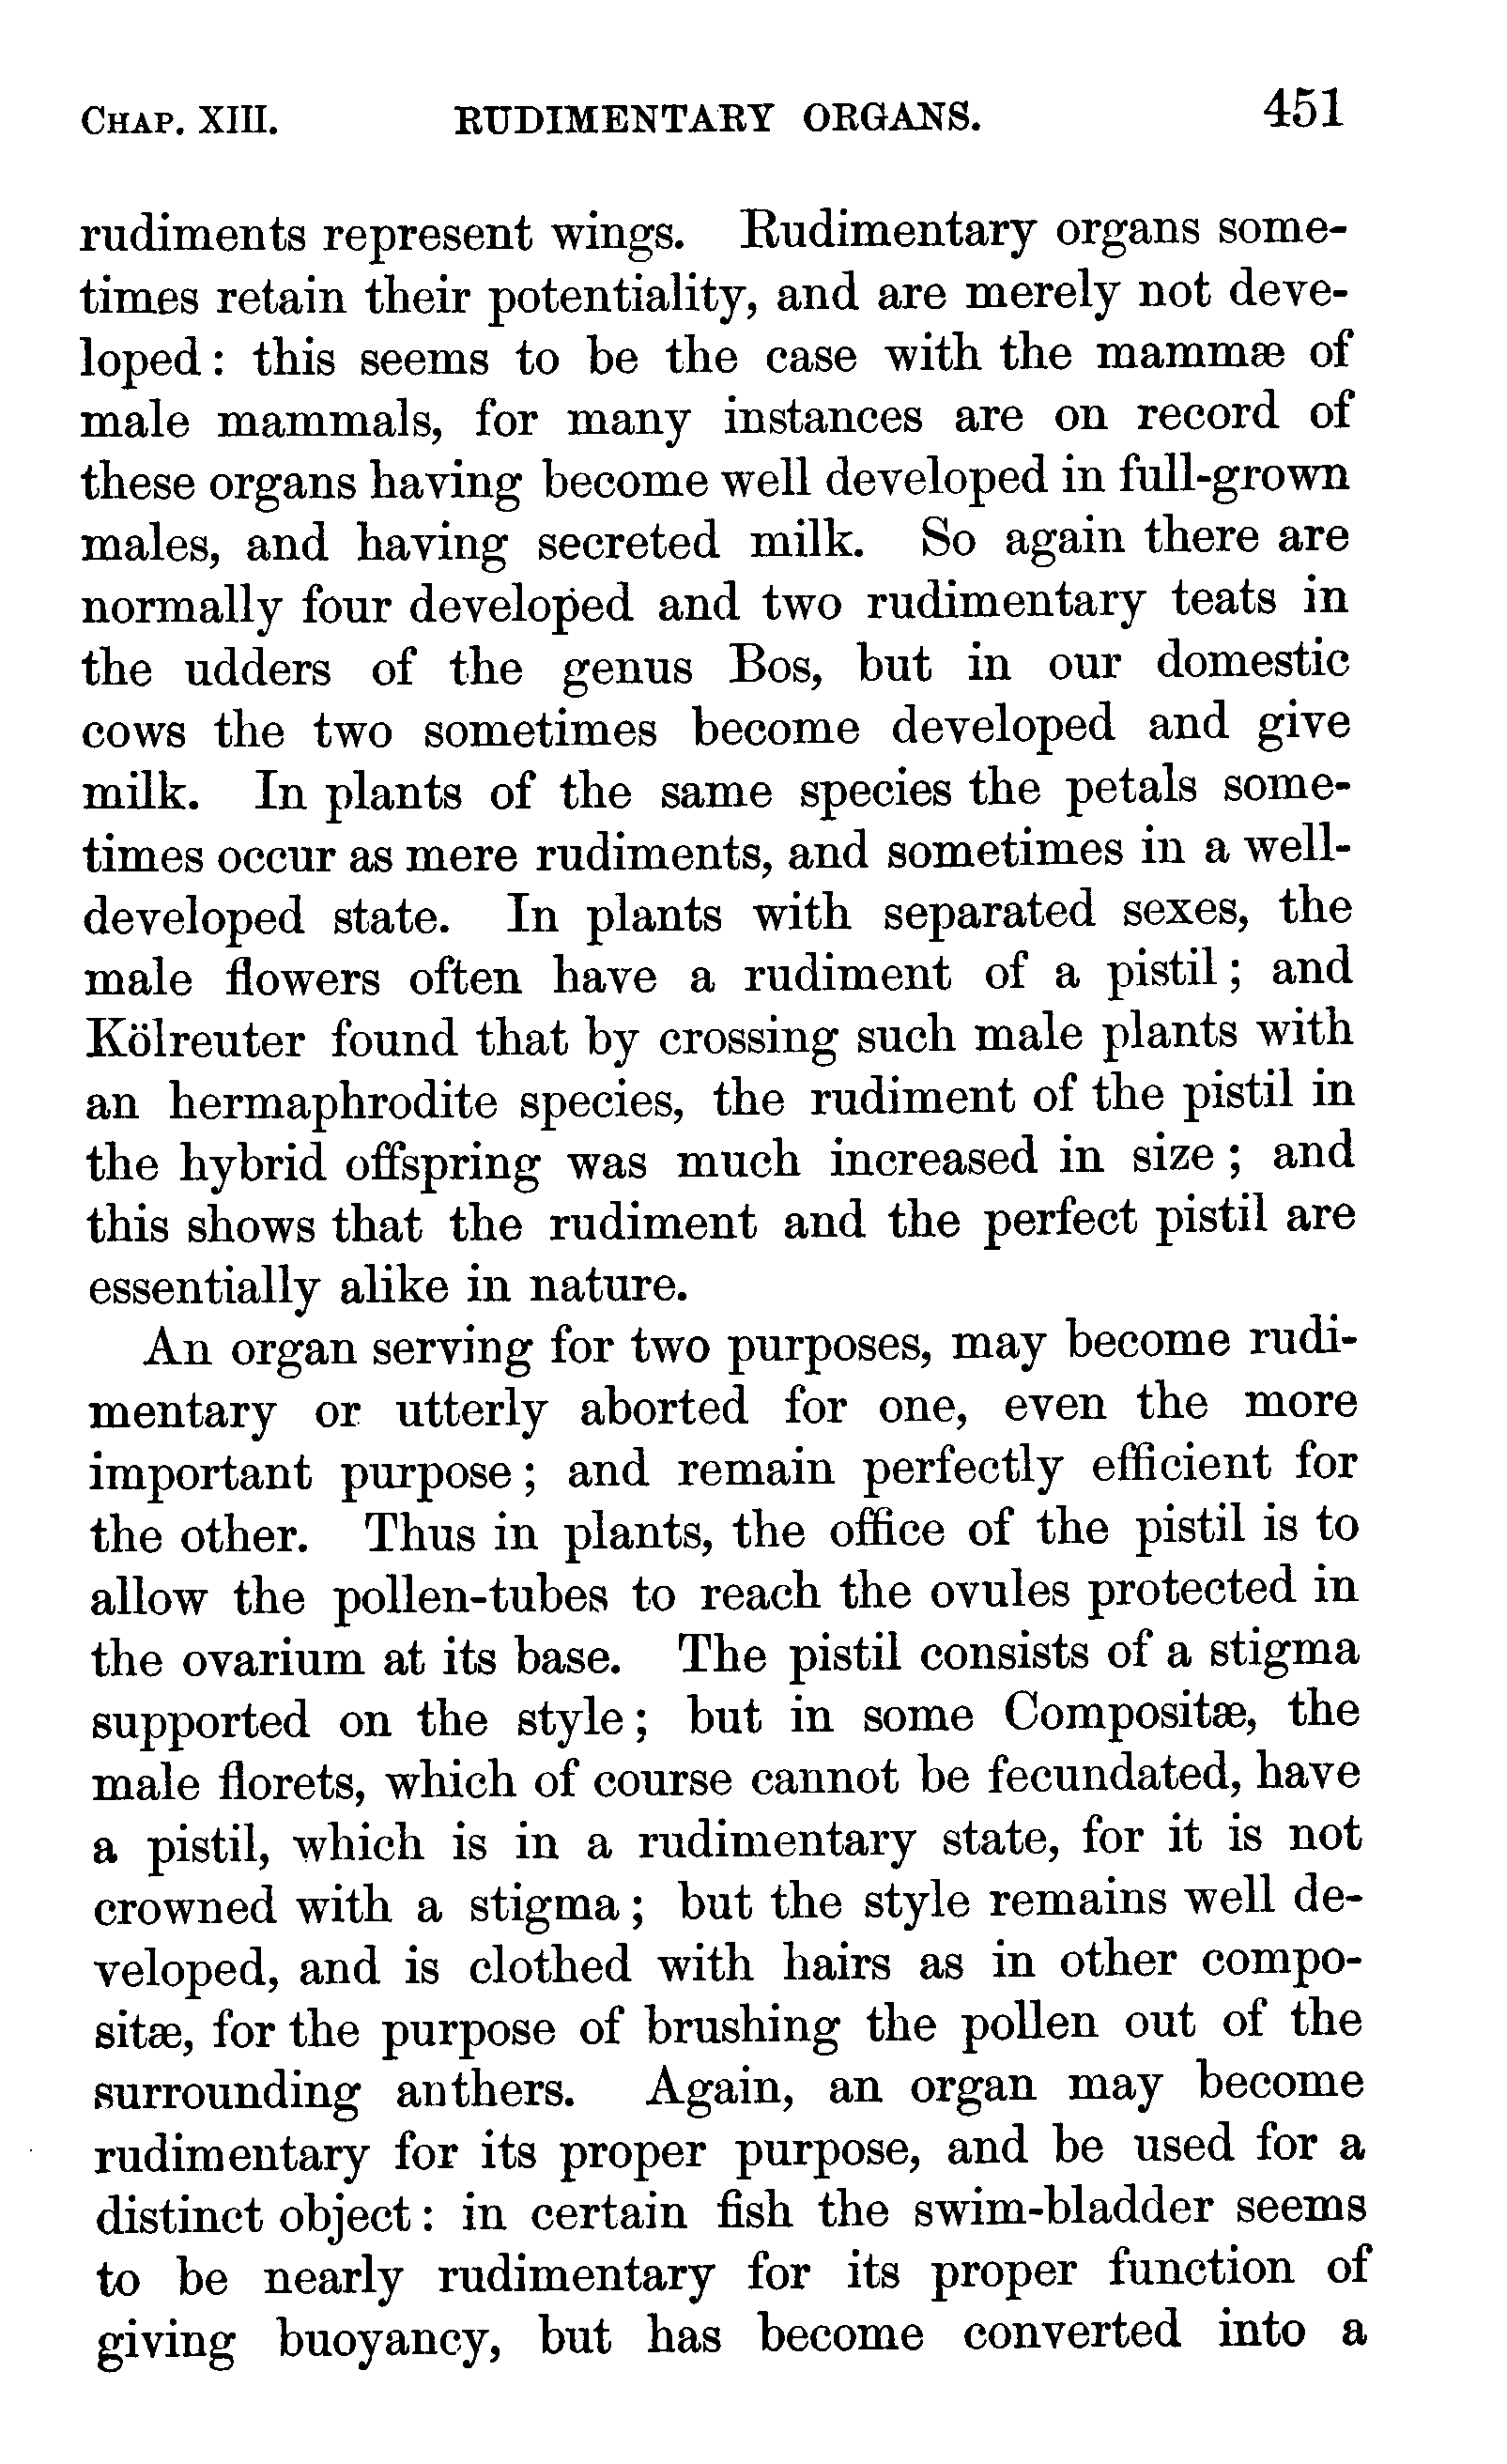 CHAP. XIII. RUDIMENTARY ORGANS. 451
rudiments represent wings. Rudimentary organs some-
times retain their potentiality, and are merely not deve-
loped: this seems to be the case with the mammæ of
male mammals, for many instances are on record of
these organs having become well developed in full-grown
males, and having secreted milk. So again there are
normally four developed and two rudimentary teats in
the udders of the genus Bos, but in our domestic
cows the two sometimes become developed and give
milk. In plants of the same species the petals some-
times occur as mere rudiments, and sometimes in a well-
developed state. In plants with separated sexes, the
male flowers often have a rudiment of a pistil; and
Kölreuter found that by crossing such male plants with
an hermaphrodite species, the rudiment of the pistil in
the hybrid offspring was much increased in size; and
this shows that the rudiment and the perfect pistil are
essentially alike in nature.
An organ serving for two purposes, may become rudi-
mentary or utterly aborted for one, even the more
important purpose; and remain perfectly efficient for
the other. Thus in plants, the office of the pistil is to
allow the pollen-tubes to reach the ovules protected in
the ovarium at its base. The pistil consists of a stigma
supported on the style; but in some Compositæ, the
male florets, which of course cannot be fecundated, have
a pistil, which is in a rudimentary state, for it is not
crowned with a stigma; but the style remains well de-
veloped, and is clothed with hairs as in other compo-
sitæ, for the purpose of brushing the pollen out of the
surrounding anthers. Again, an organ may become
rudimentary for its proper purpose, and be used for a
distinct object: in certain fish the swim-bladder seems
to be nearly rudimentary for its proper function of
giving buoyancy, but has become converted into a